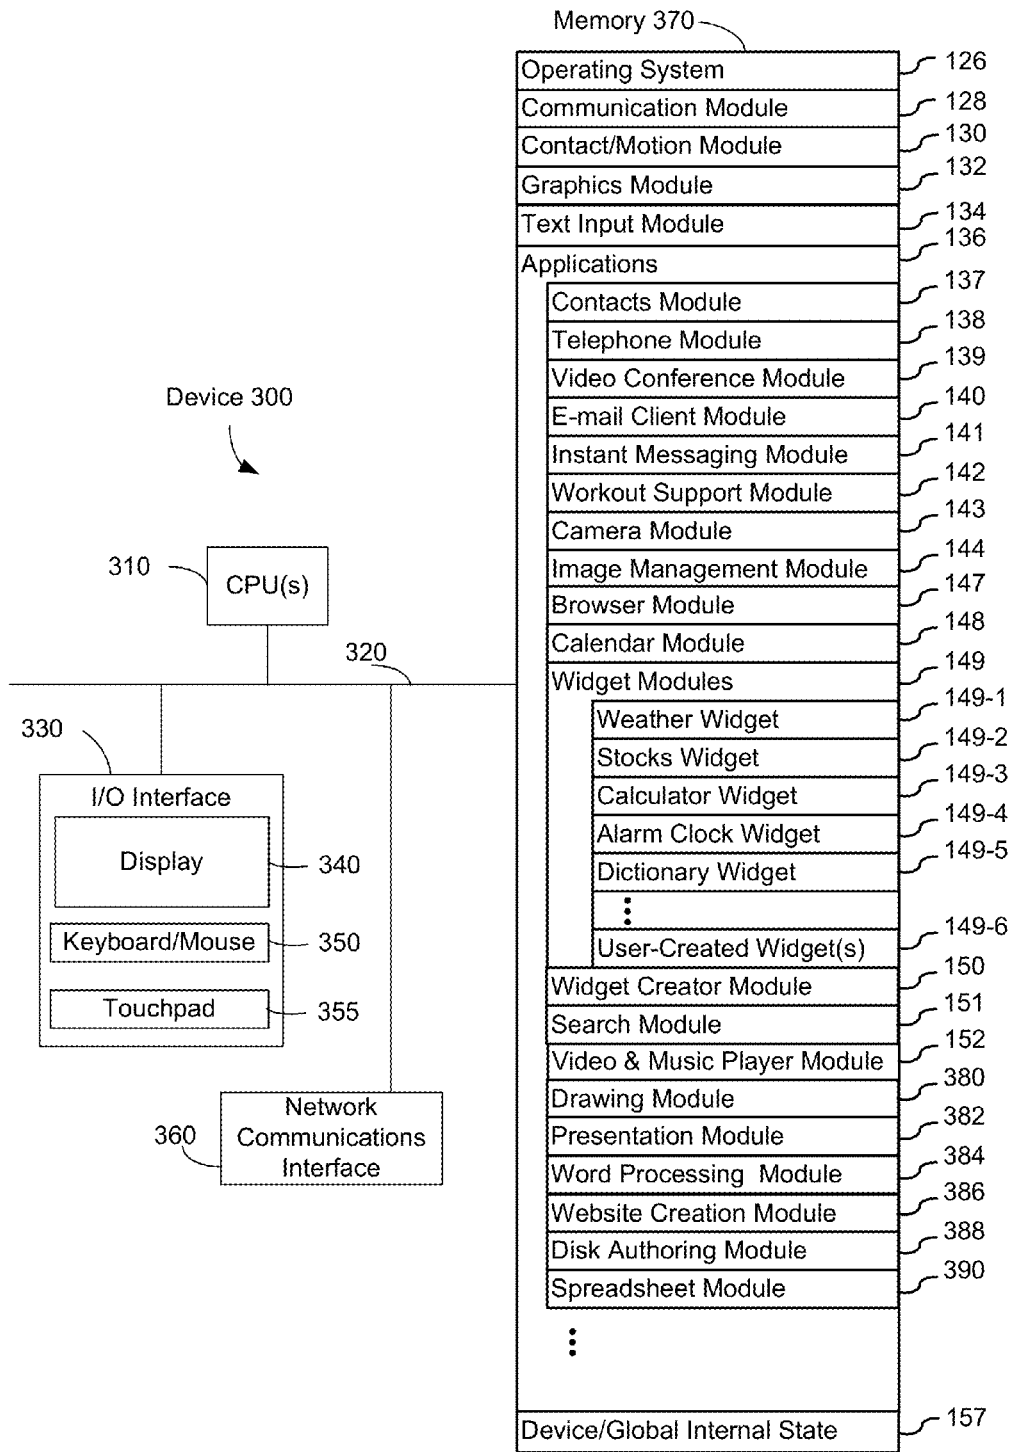 Memory 370
Operating System 126
Communication Module 128
Contact/Motion Module 130
Graphics Module 132
Text Input Module 134
Applications 136
Contacts Module 137
Telephone Module 138
Video Conference Module 139
E-mail Client Module 140
Instant Messaging Module 141
Workout Support Module 142
Camera Module 143
Image Management Module 144
Browser Module 147
Calendar Module 148
Widget Modules 149
Weather Widget 149-1
Stocks Widget 149-2
Calculator Widget 149-3
Alarm Clock Widget 149-4
Dictionary Widget 149-5
User-Created Widget(s) 149-6
Widget Creator Module 150
Search Module 151
Video & Music Player Module 152
Drawing Module 380
Presentation Module 382
Word Processing Module 384
Website Creation Module 386
Disk Authoring Module 388
Spreadsheet Module 390
Device/Global Internal State 157
Device 300
310
CPU(s)
320
330
I/O Interface
Display 340
Keyboard/Mouse 350
Touchpad 355
360
Network
Communications
Interface